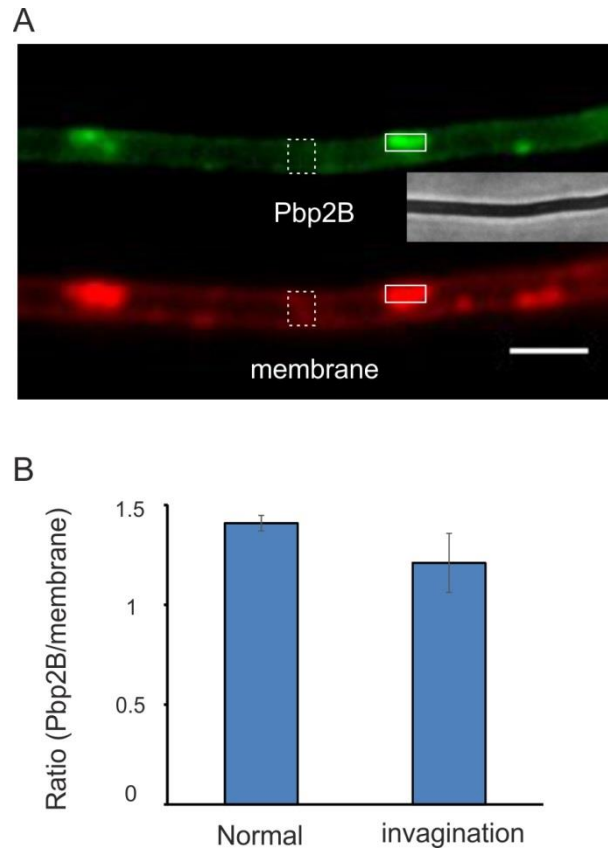 A
Pbp2B
membrane
B
Ratio (Pbp2B/membrane)
1.5
1
0.5
0
Normal
invagination